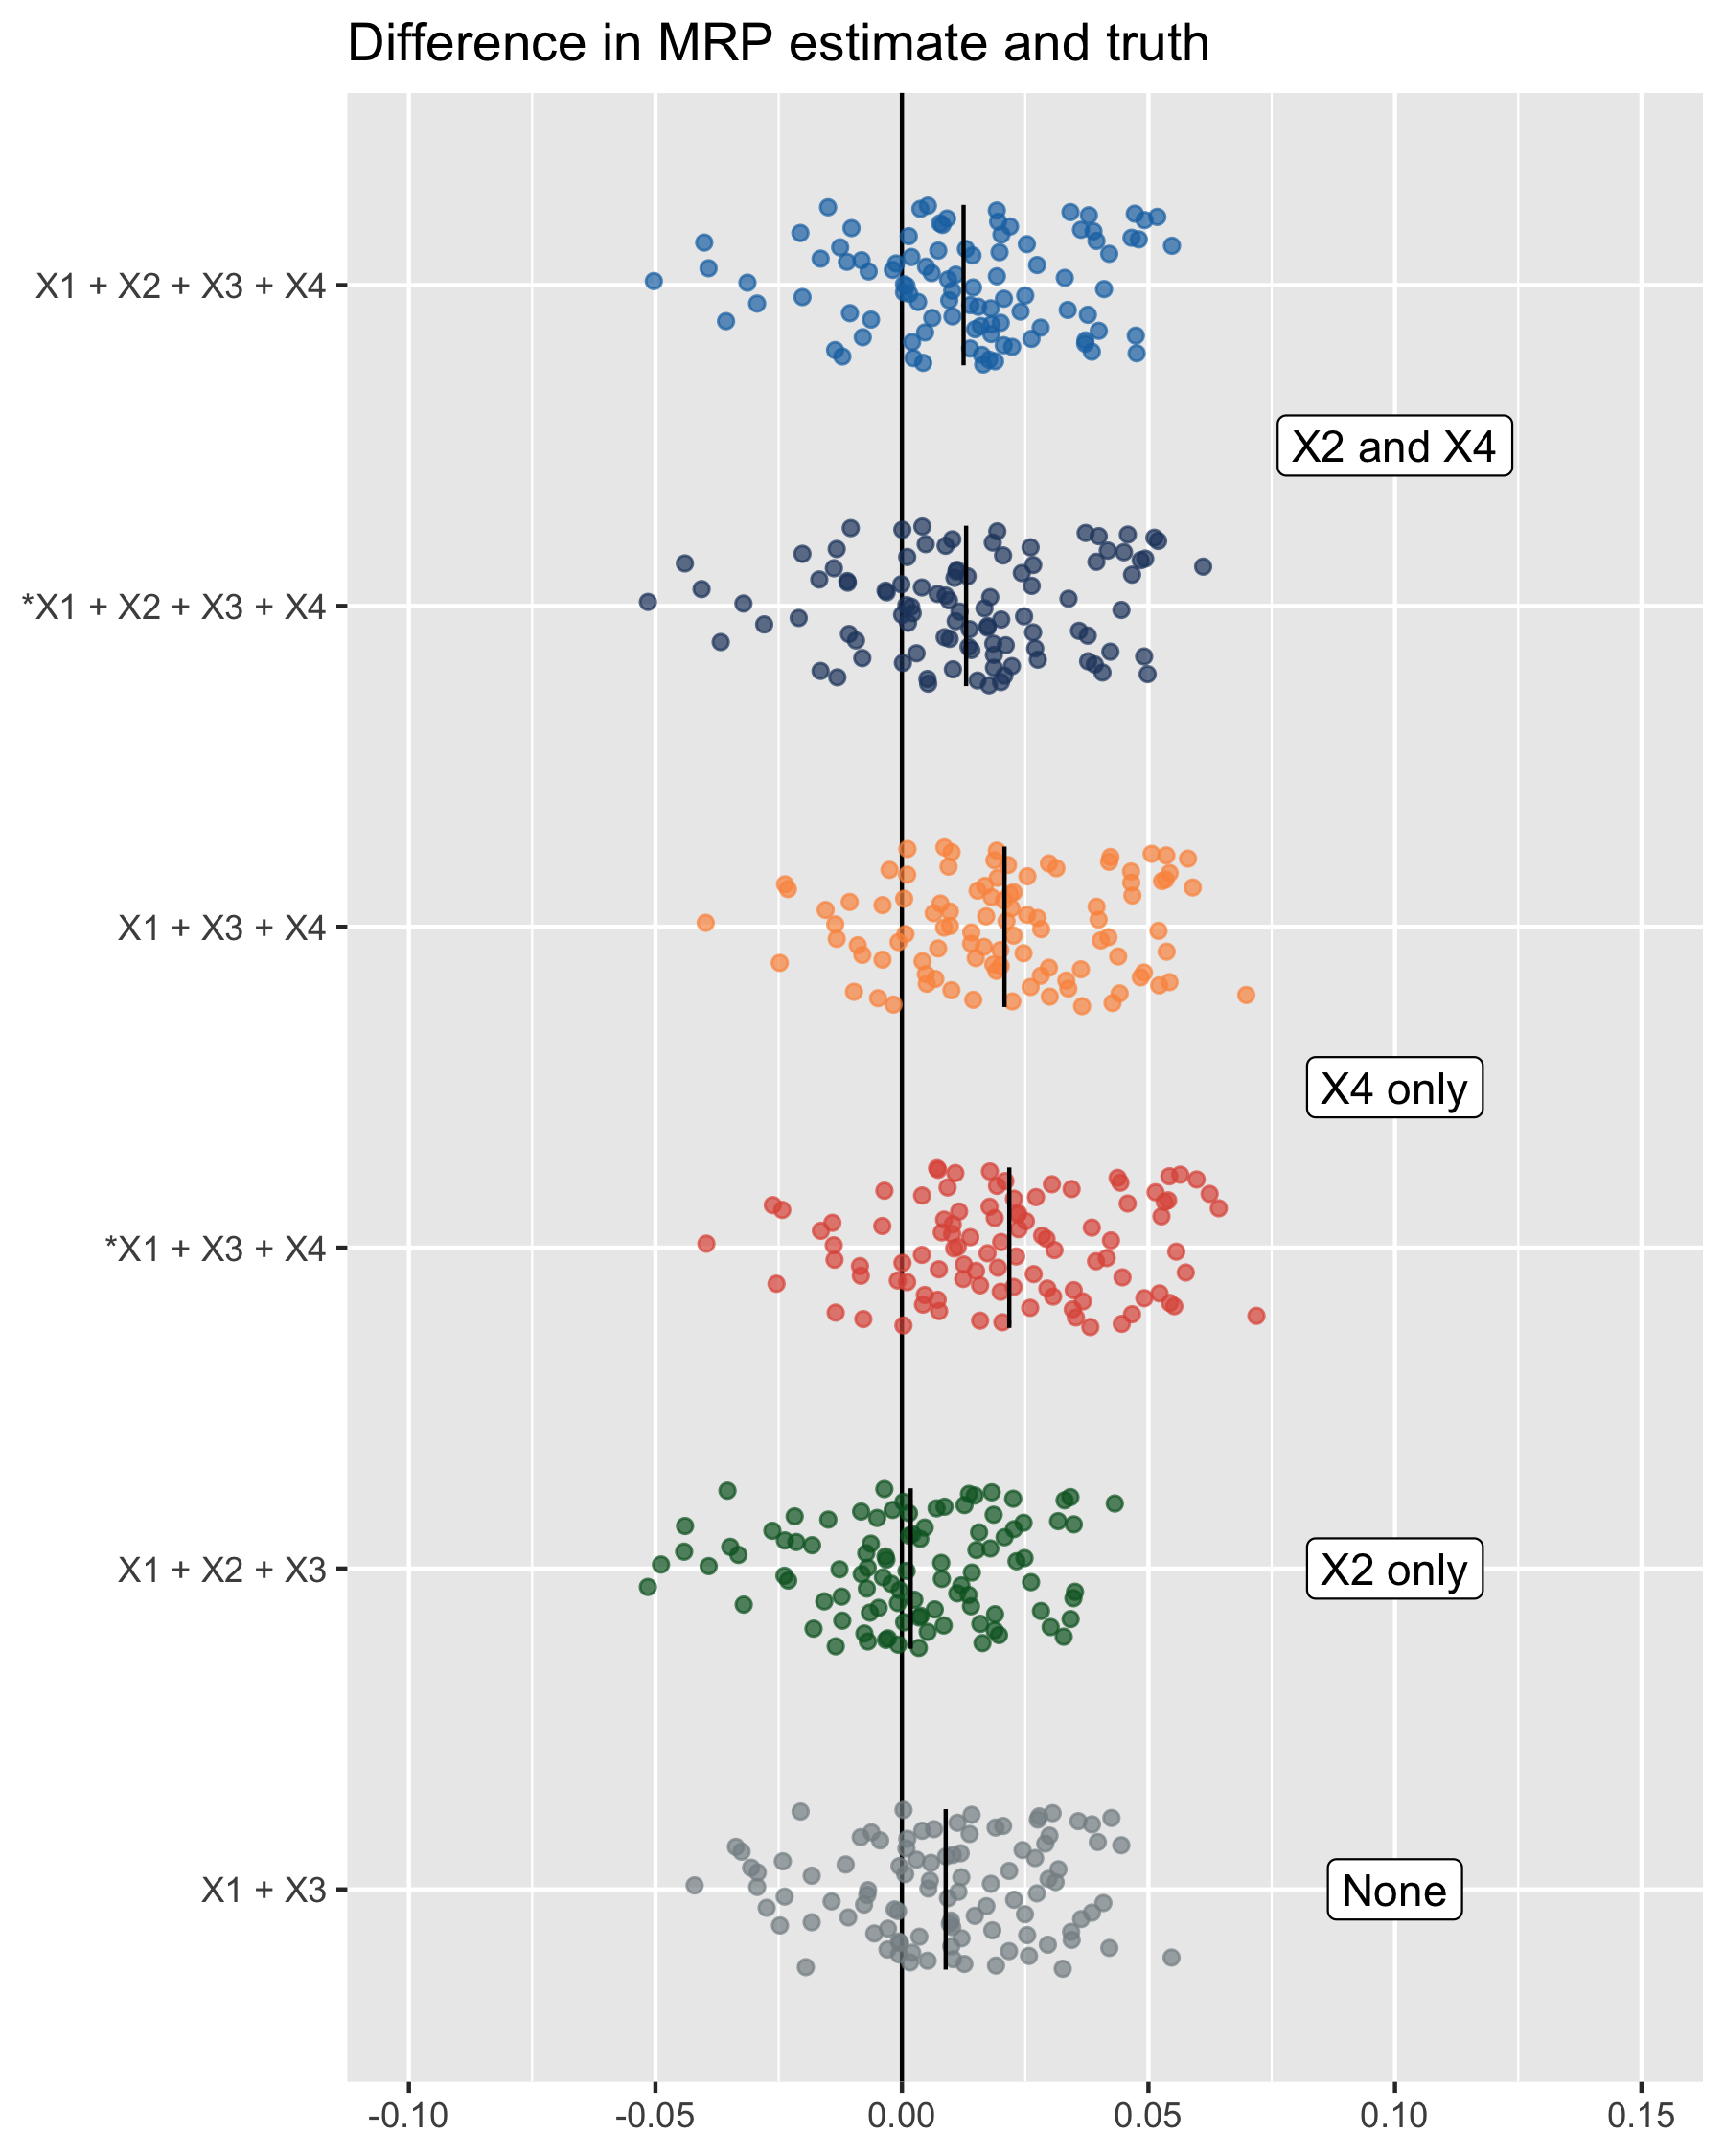 Difference in MRP estimate and truth
X1 + X2 + X3 + X4
X2 and X4
*X1 + X2 + X3 + X4
X1 + X3 + X4
X4 only
*X1 + X3 + X4
X1 + X2 + X3
X2 only
X1 + X3
None
-0.10 -0.05 0.00 0.05 0.10 0.15